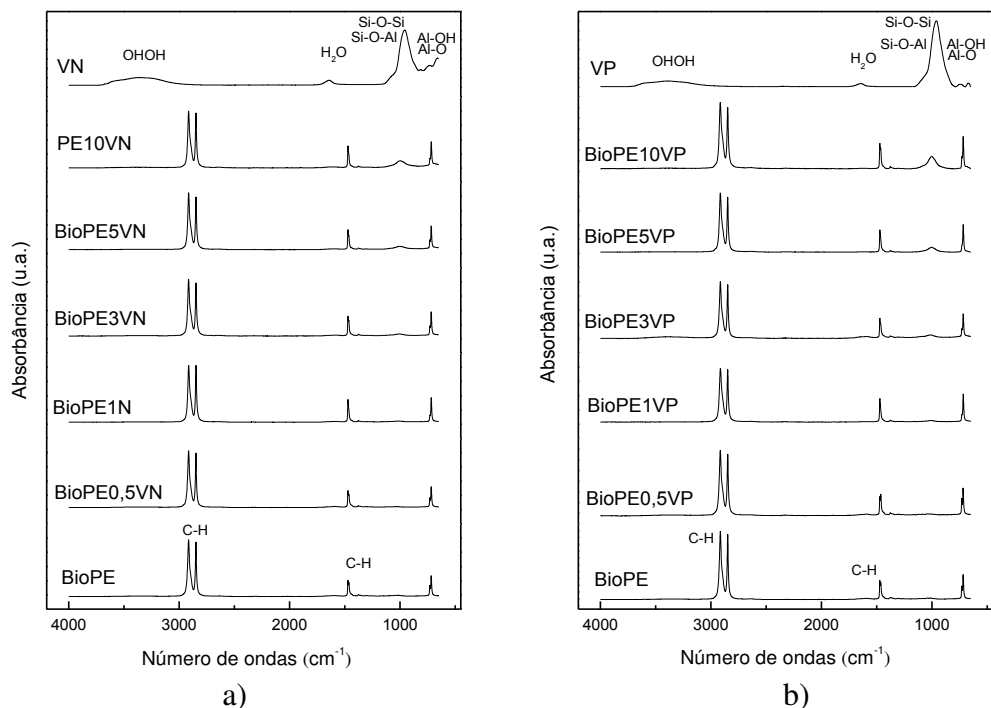 Si-O-Si
Si-O-Al
Al-OH
Al-O
H2O
OHOH
VN
PE10VN
BioPE5VN
BioPE3VN
BioPE1N
BioPE0,5VN
C-H
C-H
BioPE
Absorbância (u.a.)
4000 3000 2000 1000
Número de ondas (cm-1)
a)
Si-O-Si
Si-O-Al
Al-OH
Al-O
H2O
OHOH
VP
BioPE10VP
BioPE5VP
BioPE3VP
BioPE1VP
BioPE0,5VP
C-H
C-H
BioPE
Absorbância (u.a.)
4000 3000 2000 1000
Número de ondas (cm-1)
b)